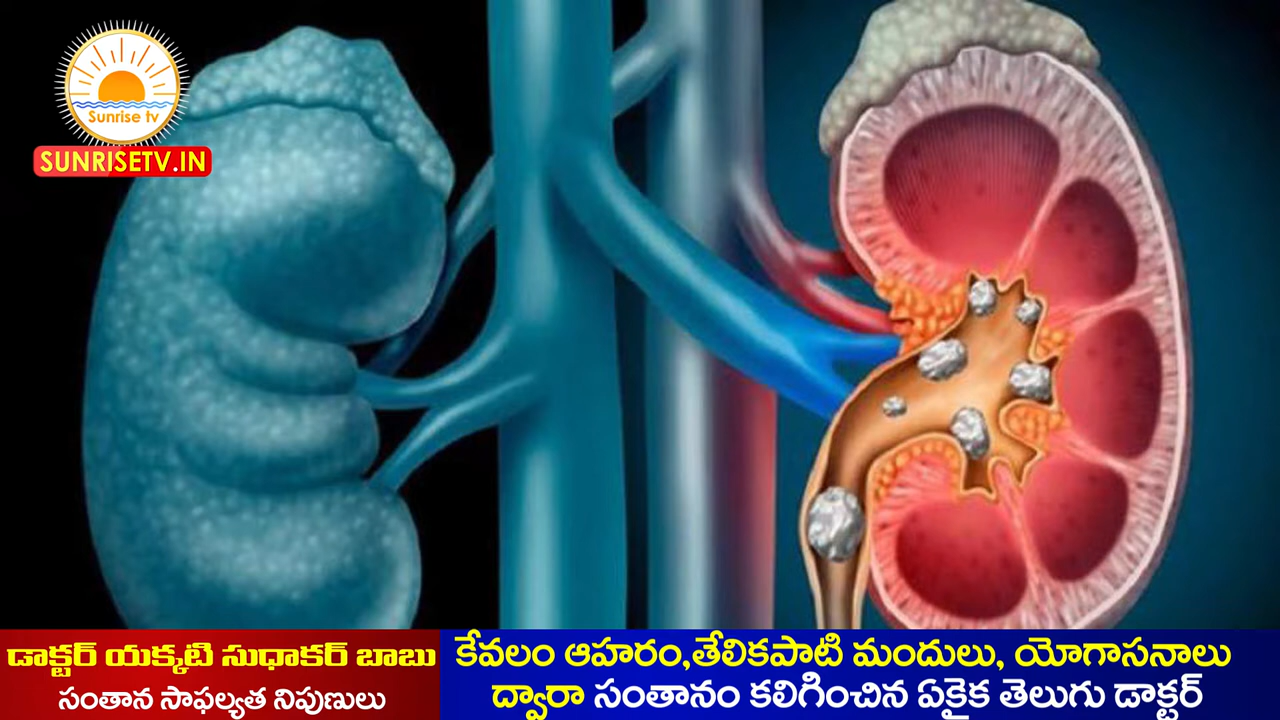 Sunrise tv
SUNRISETV.IN
డాక్టర్ యక్కటి సుధాకర్ బాబు
సంతాన సాఫల్యత నిపుణులు
కేవలం ఆహారం,తేలికపాటి మందులు, యోగాసనాలు
ద్వారా సంతానం కలిగించిన ఏకైక తెలుగు డాక్టర్